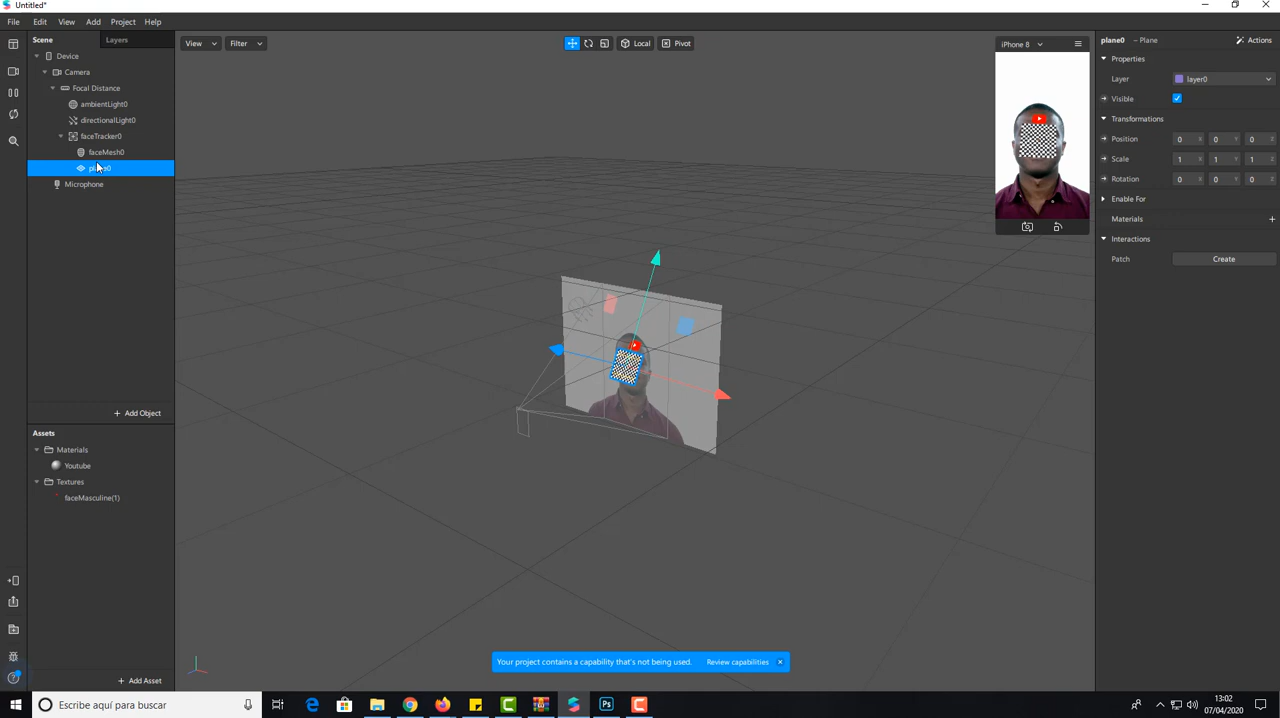 Untitled*
File Edit View Add Project Help
Scene Layers
Device
Camera
Focal Distance
ambientLight0
directionalLight0
faceTracker0
faceMesh0
Microphone
+ Add Object
Assets
Materials
Youtube
Textures
faceMasculine(1)
+ Add Asset
View Filter
Local Pivot
iPhone 8
plane0 – Plane Actions
Properties
Layer layer0
Visible
Transformations
Position 0 X 0 Y 0 Z
Scale 1 X 1 Y 1 Z
Rotation 0 X 0 Y 0 Z
Enable For
Materials +
Interactions
Patch Create
Your project contains a capability that's not being used. Review capabilities
Escribe aquí para buscar
Ps
13:02
07/04/2020